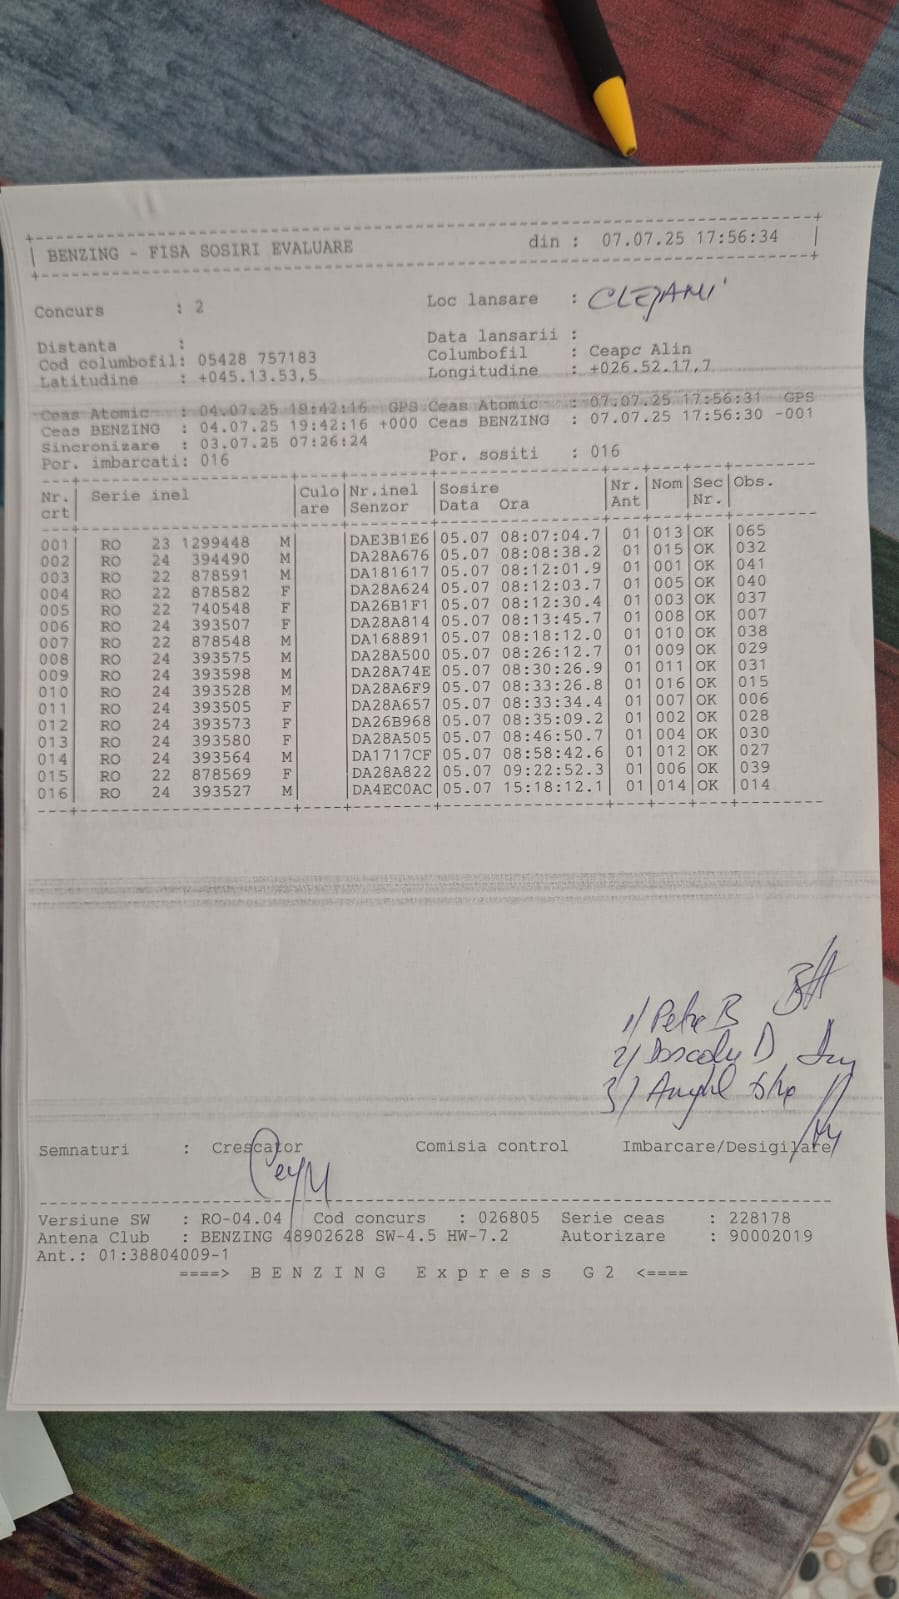 BENZING - FISA SOSIRI EVALUARE din : 07.07.25 17:56:34
Concurs : 2 Loc lansare : CLEJANI
Distanta : Data lansarii :
Cod columbofil: 05428 757183 Columbofil : Ceapc Alin
Latitudine : +045.13.53,5 Longitudine : +026.52.17,7
Ceas Atomic : 04.07.25 19:42:16 GPS Ceas Atomic : 07.07.25 17:56:31 GPS
Ceas BENZING : 04.07.25 19:42:16 +000 Ceas BENZING : 07.07.25 17:56:30 -001
Sincronizare : 03.07.25 07:26:24
Por. imbarcati: 016 Por. sositi : 016
Nr. Serie inel Culo Nr.inel Sosire Nr. Nom Sec Obs.
crt are Senzor Data Ora Ant Nr.
001 RO 23 1299448 M DAE3B1E6 05.07 08:07:04.7 01 013 OK 065
002 RO 24 394490 M DA28A676 05.07 08:08:38.2 01 015 OK 032
003 RO 22 878591 M DA181617 05.07 08:12:01.9 01 001 OK 041
004 RO 22 878582 F DA28A624 05.07 08:12:03.7 01 005 OK 040
005 RO 22 740548 F DA26B1F1 05.07 08:12:30.4 01 003 OK 037
006 RO 24 393507 F DA28A814 05.07 08:13:45.7 01 008 OK 007
007 RO 22 878548 M DA168891 05.07 08:18:12.0 01 010 OK 038
008 RO 24 393575 M DA28A500 05.07 08:26:12.7 01 009 OK 029
009 RO 24 393598 M DA28A74E 05.07 08:30:26.9 01 011 OK 031
010 RO 24 393528 M DA28A6F9 05.07 08:33:26.8 01 016 OK 015
011 RO 24 393505 F DA28A657 05.07 08:33:34.4 01 007 OK 006
012 RO 24 393573 F DA26B968 05.07 08:35:09.2 01 002 OK 028
013 RO 24 393580 F DA28A505 05.07 08:46:50.7 01 004 OK 030
014 RO 24 393564 M DA1717CF 05.07 08:58:42.6 01 012 OK 027
015 RO 22 878569 F DA28A822 05.07 09:22:52.3 01 006 OK 039
016 RO 24 393527 M DA4EC0AC 05.07 15:18:12.1 01 014 OK 014
1/ Petre B
2/ D
3/
Semnaturi : Crescator Comisia control Imbarcare/Desigilare
Versiune SW : RO-04.04 Cod concurs : 026805 Serie ceas : 228178
Antena Club : BENZING 48902628 SW-4.5 HW-7.2 Autorizare : 90002019
Ant.: 01:38804009-1
====> B E N Z I N G E x p r e s s G 2 <====